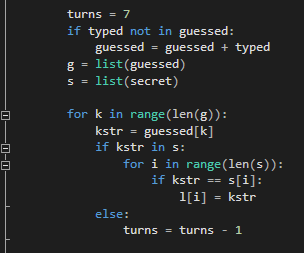 turns = 7
if typed not in guessed:
    guessed = guessed + typed
g = list(guessed)
s = list(secret)

for k in range(len(g)):
    kstr = guessed[k]
    if kstr in s:
        for i in range(len(s)):
            if kstr == s[i]:
                l[i] = kstr
    else:
        turns = turns - 1